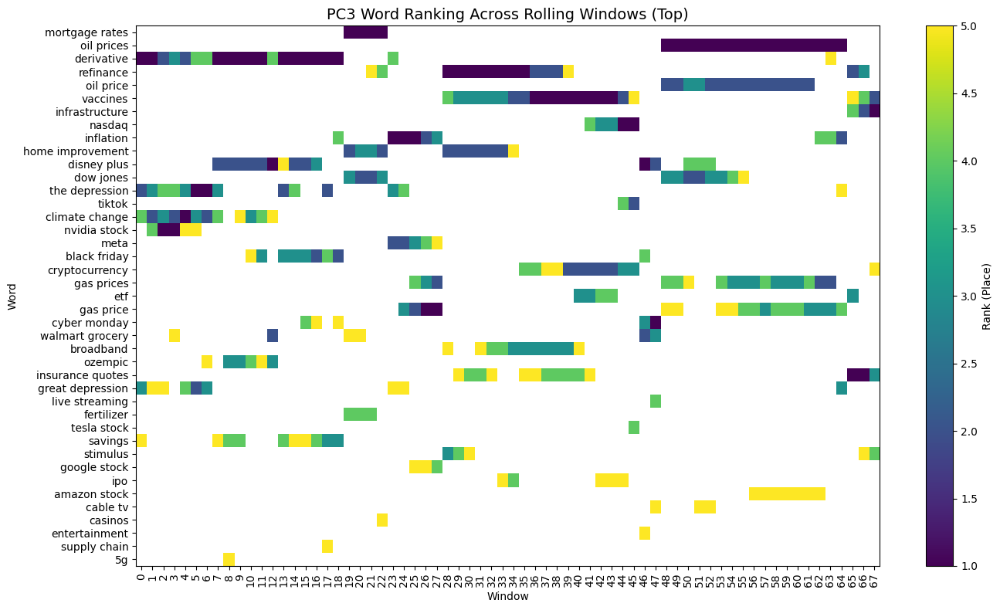 PC3 Word Ranking Across Rolling Windows (Top)
mortgage rates
oil prices
derivative
refinance
oil price
vaccines
infrastructure
nasdaq
inflation
home improvement
disney plus
dow jones
the depression
tiktok
climate change
nvidia stock
meta
black friday
cryptocurrency
gas prices
etf
gas price
cyber monday
walmart grocery
broadband
ozempic
insurance quotes
great depression
live streaming
fertilizer
tesla stock
savings
stimulus
google stock
ipo
amazon stock
cable tv
casinos
entertainment
supply chain
5g
Word
0 1 2 3 4 5 6 7 8 9 10 11 12 13 14 15 16 17 18 19 20 21 22 23 24 25 26 27 28 29 30 31 32 33 34 35 36 37 38 39 40 41 42 43 44 45 46 47 48 49 50 51 52 53 54 55 56 57 58 59 60 61 62 63 64 65 66 67
Window
5.0
4.5
4.0
3.5
3.0
2.5
2.0
1.5
1.0
Rank (Place)